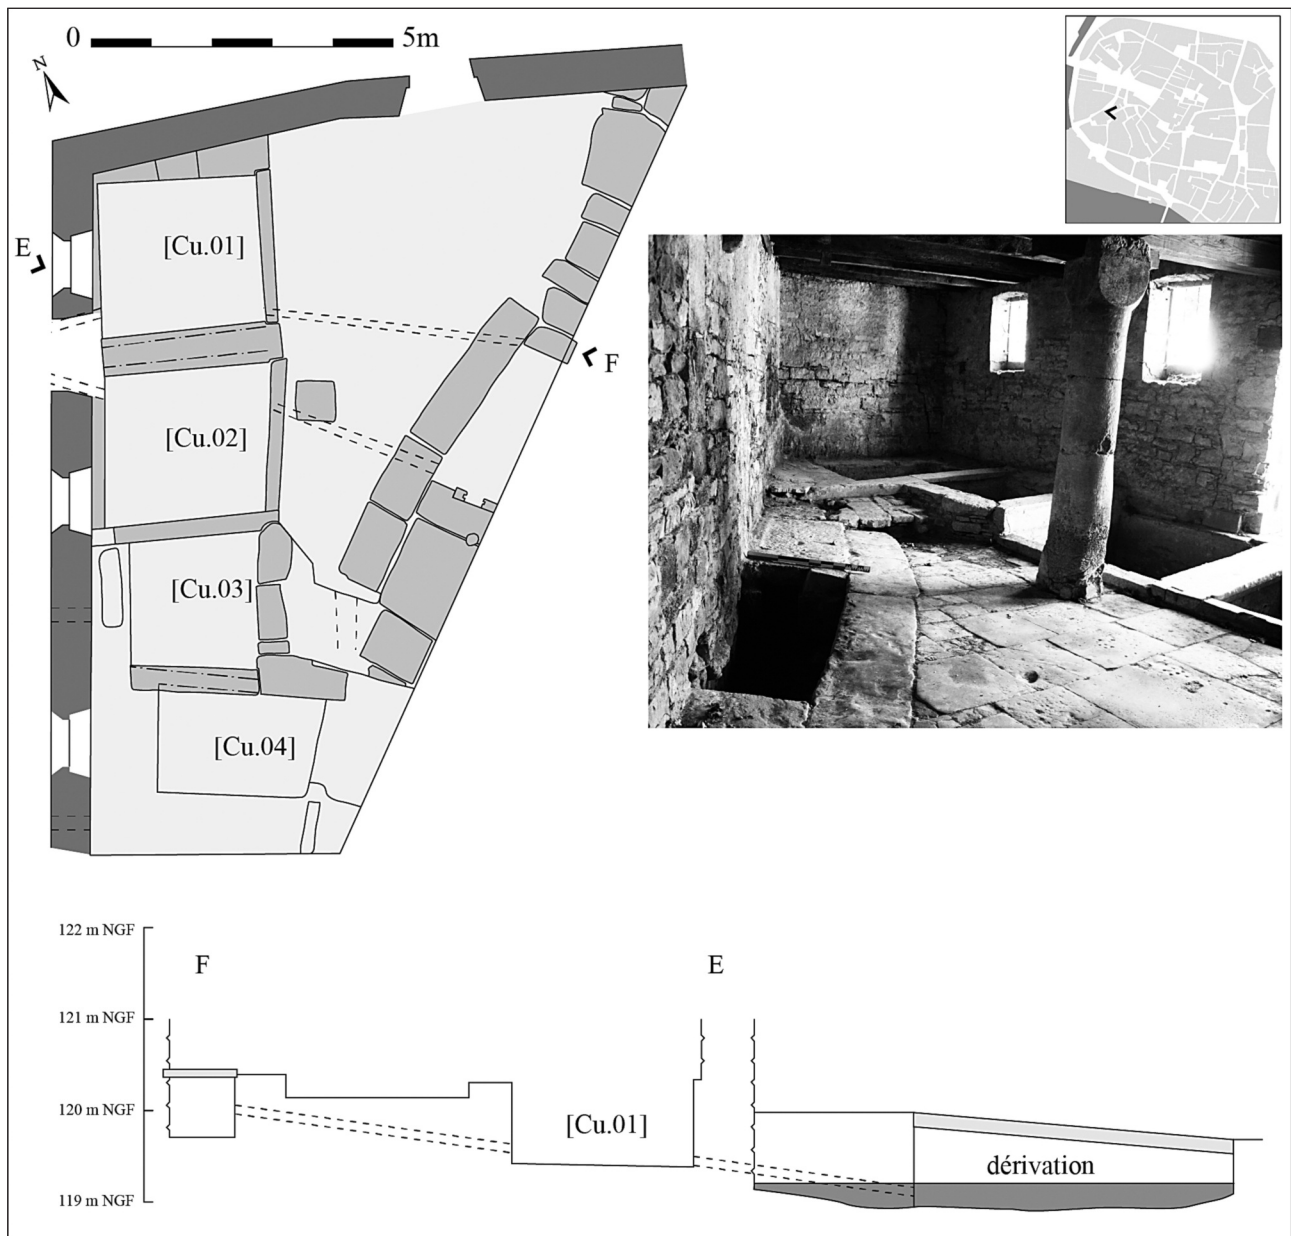 0 5m
N
E
[Cu.01]
F
[Cu.02]
[Cu.03]
[Cu.04]
122 m NGF
F E
121 m NGF
120 m NGF
[Cu.01]
dérivation
119 m NGF